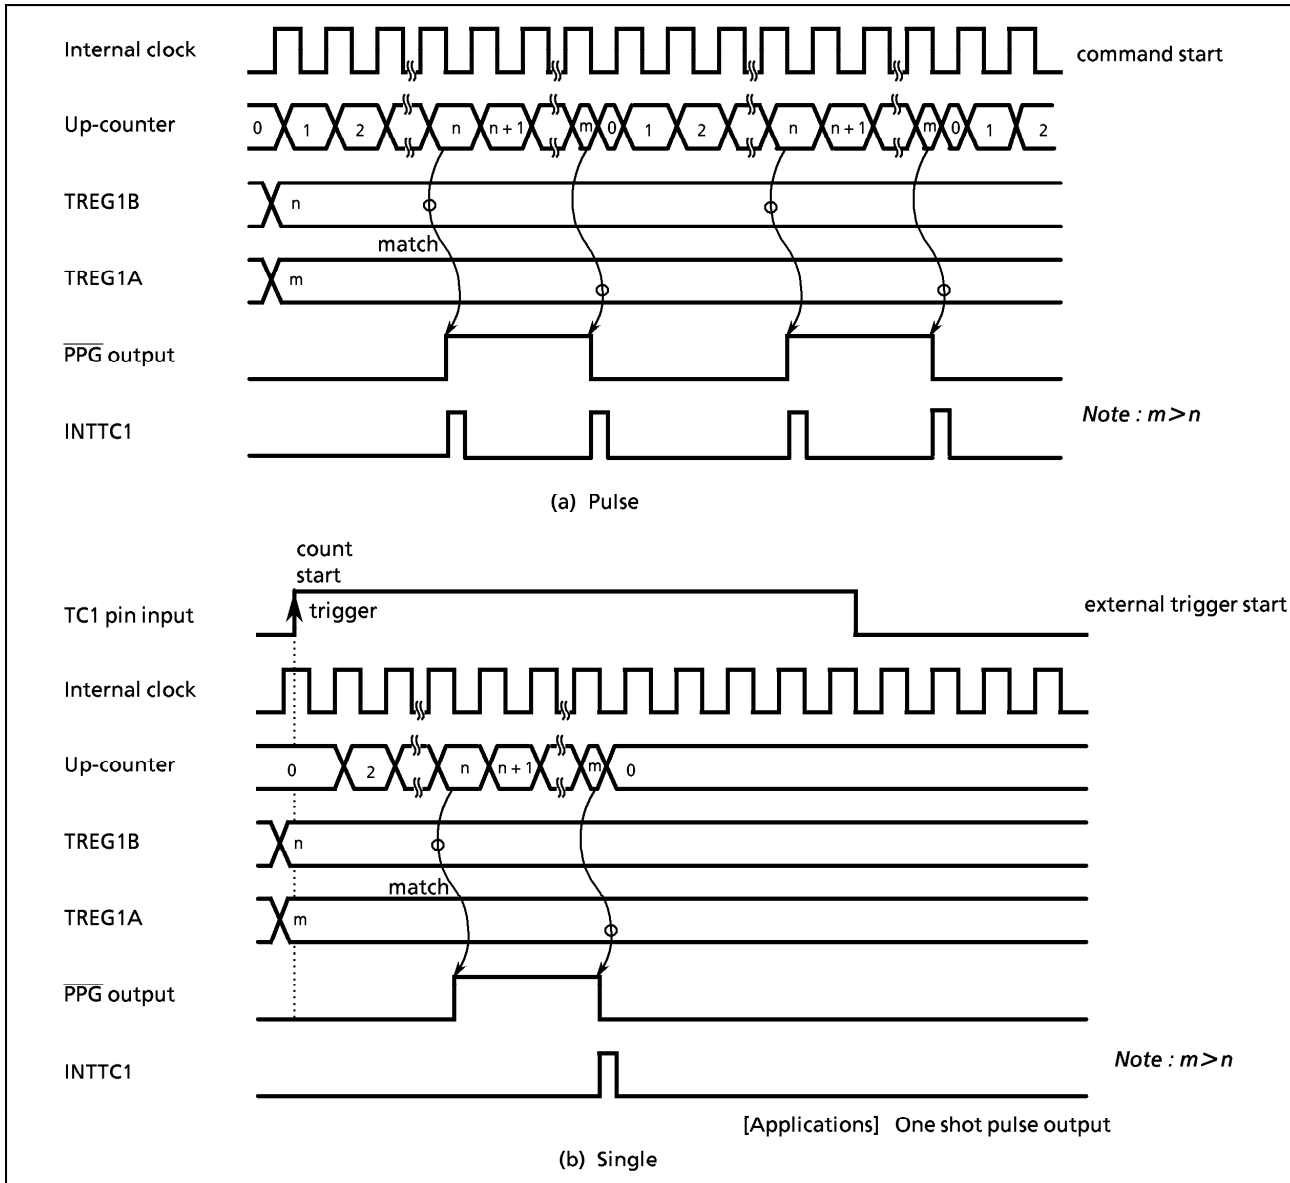 Internal clock
command start
Up-counter
0 1 2 n n + 1 m 0 1 2 n n + 1 m 0 1 2
TREG1B
n
match
TREG1A
m
PPG output
INTTC1
Note : m>n
(a) Pulse
count
start
TC1 pin input
trigger
external trigger start
Internal clock
Up-counter
0 2 n n + 1 m 0
TREG1B
n
match
TREG1A
m
PPG output
INTTC1
Note : m>n
[Applications] One shot pulse output
(b) Single